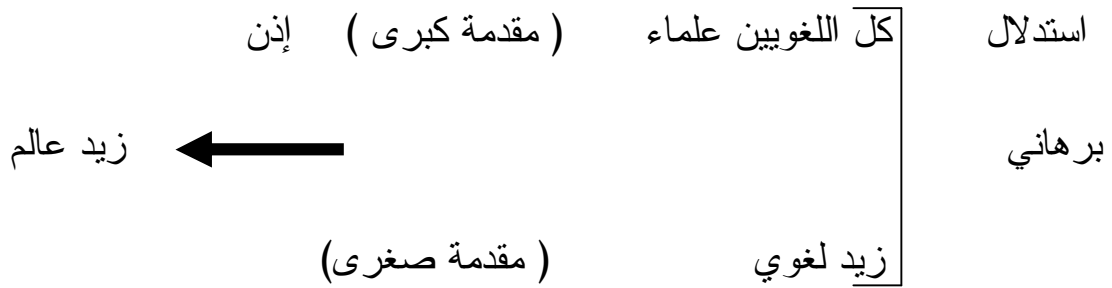 استدلال كل اللغويين علماء ( مقدمة كبرى ) إذن
برهاني زيد عالم
زيد لغوي ( مقدمة صغرى)